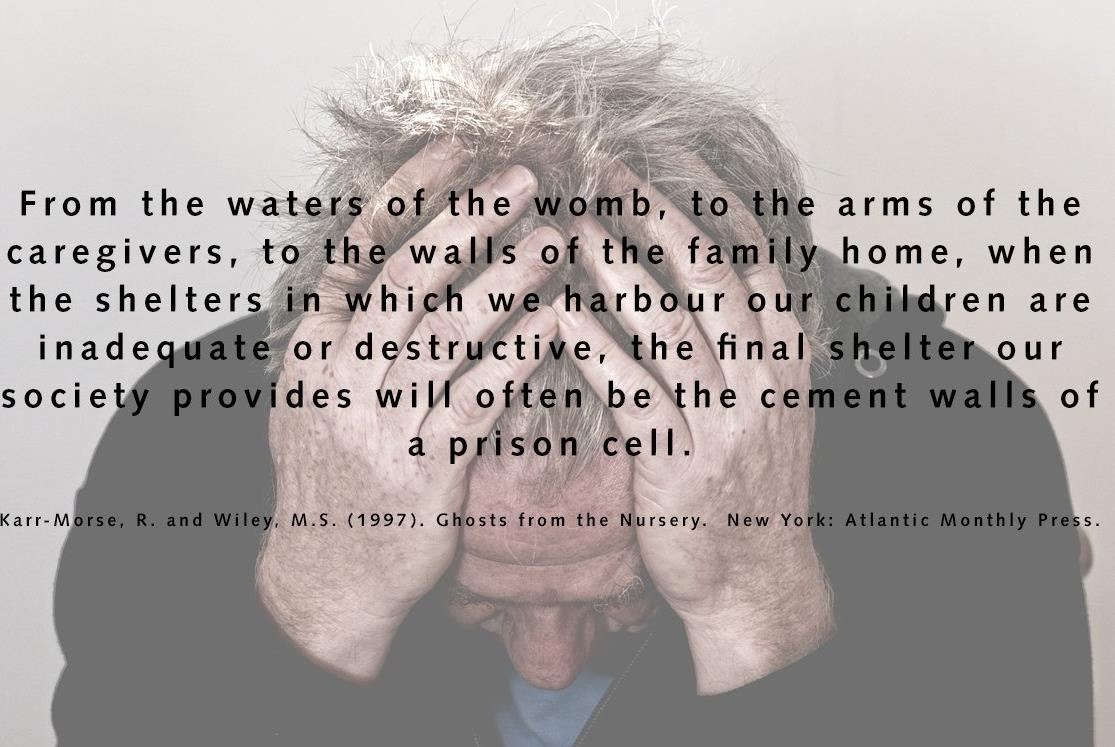 From the waters of the womb, to the arms of the
caregivers, to the walls of the family home, when
the shelters in which we harbour our children are
inadequate or destructive, the final shelter our
society provides will often be the cement walls of
a prison cell.
Karr-Morse, R. and Wiley, M.S. (1997). Ghosts from the Nursery. New York: Atlantic Monthly Press.